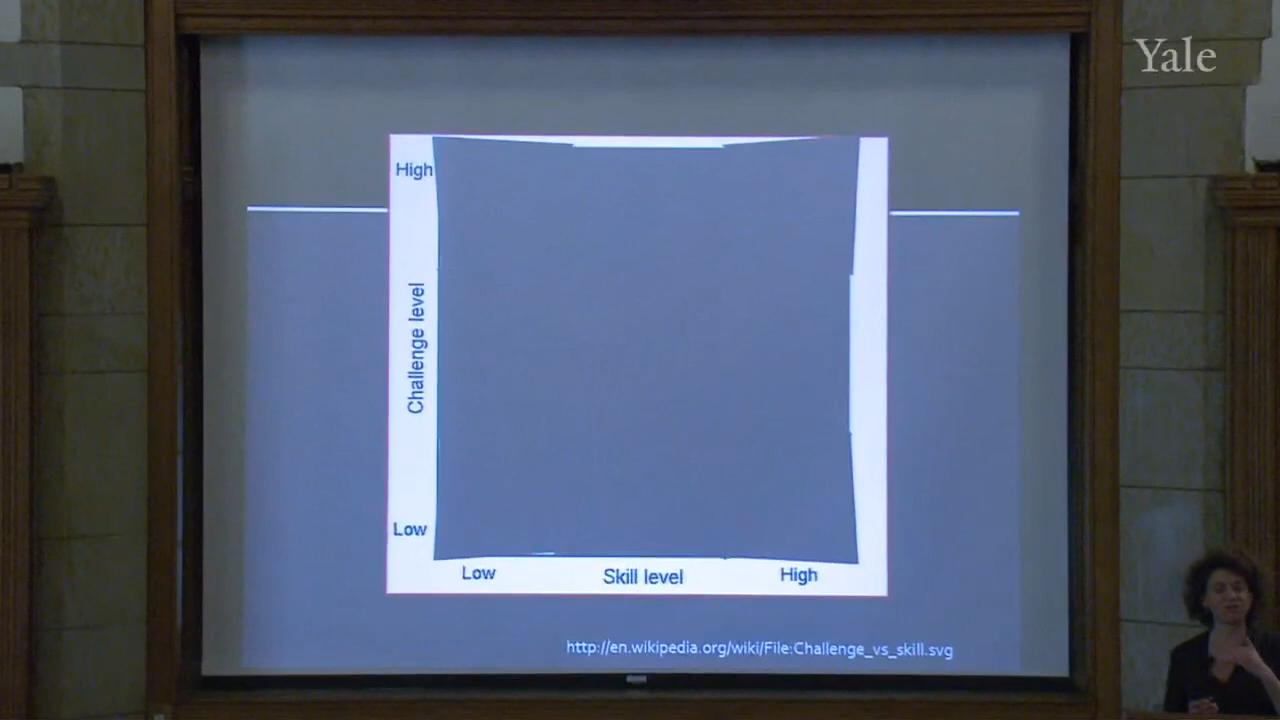 Yale
High
Challenge level
Low
Low
Skill level
High
http://en.wikipedia.org/wiki/File:Challenge_vs_skill.svg